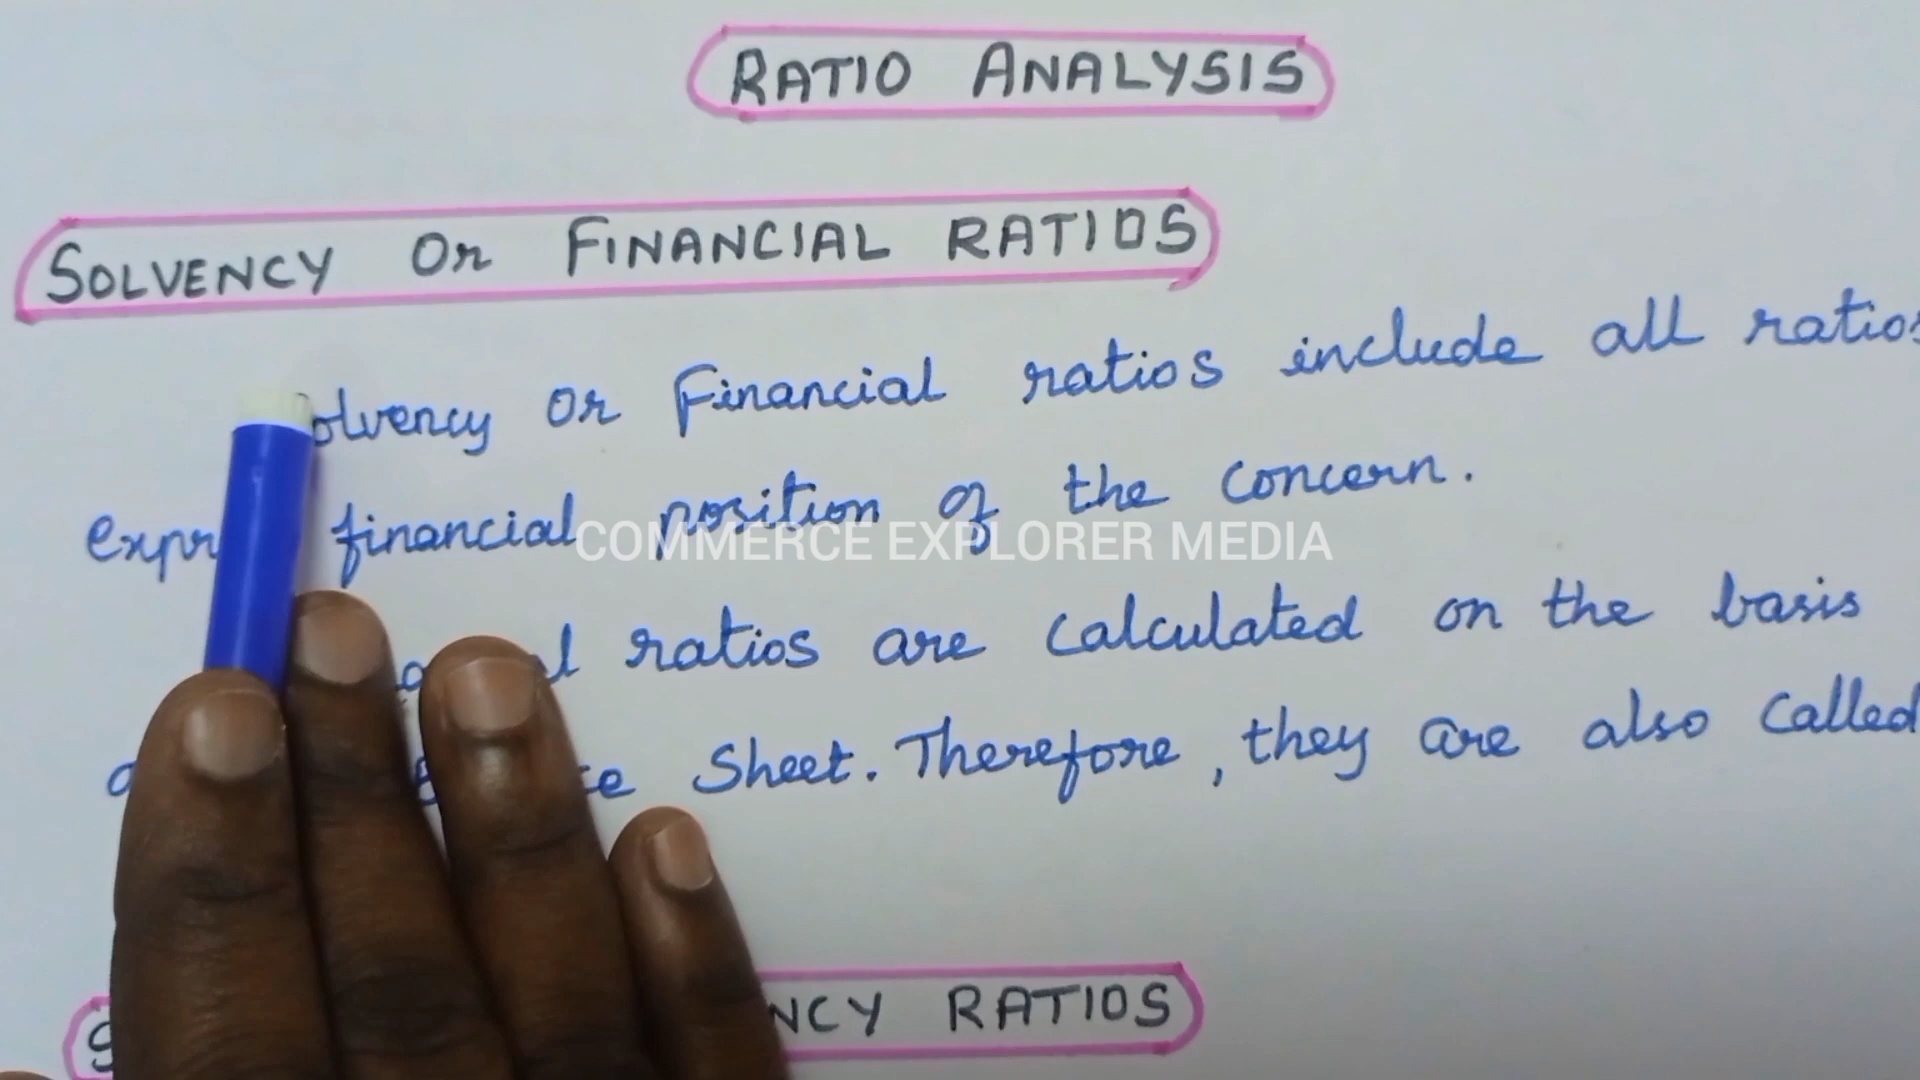 RATIO ANALYSIS
SOLVENCY Or FINANCIAL RATIOS
olvency or Financial ratios include all ratios
expr financial position of the concern.
ratios are calculated on the basis
Sheet. Therefore, they are also called
COMMERCE EXPLORER MEDIA
NCY RATIOS